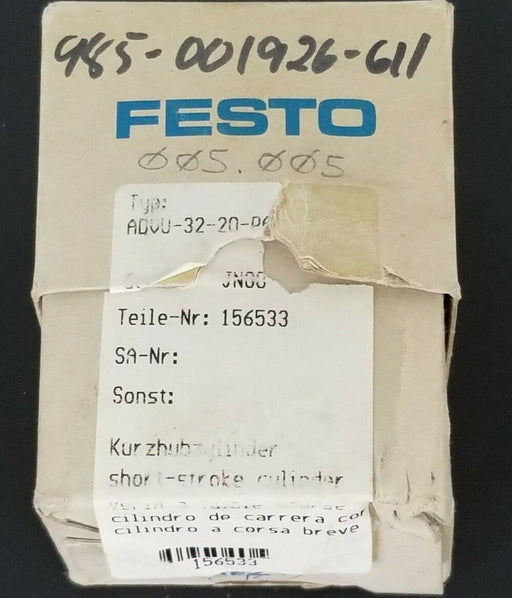 985-001926-611
FESTO
ØØ5.ØØ5
Typ:
ADVU-32-20-P
JN00
Teile-Nr: 156533
SA-Nr:
Sonst:
Kurzhubzylinder
short-stroke cylinder
cilindro de carrera cor
cilindro a corsa breve
156533